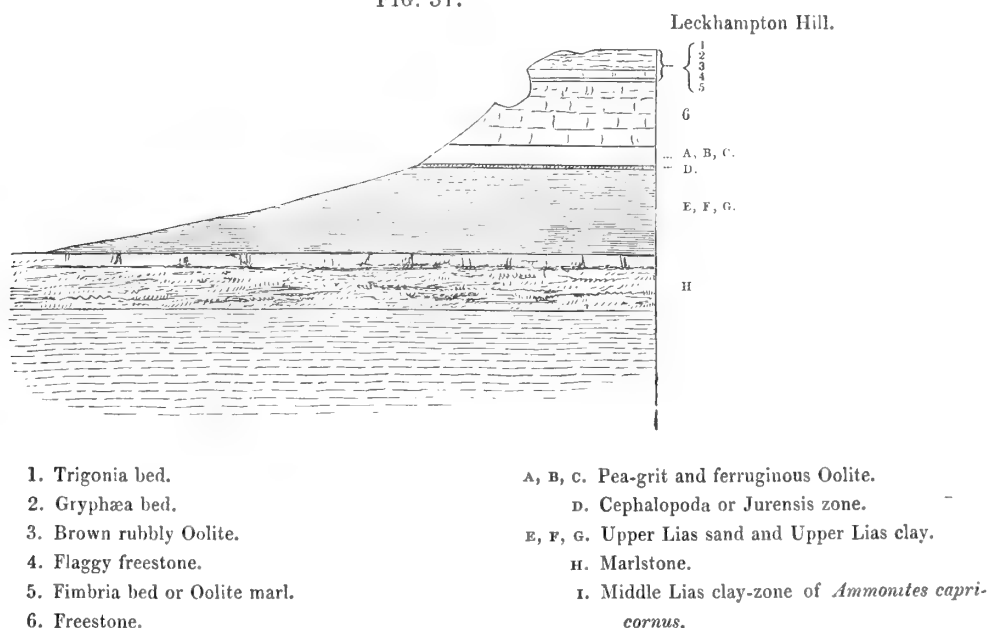 FIG. 37.
Leckhampton Hill.
1
2
3
4
5
6
A, B, C.
D.
E, F, G.
H
1. Trigonia bed.
2. Gryphæa bed.
3. Brown rubbly Oolite.
4. Flaggy freestone.
5. Fimbria bed or Oolite marl.
6. Freestone.
A, B, C. Pea-grit and ferruginous Oolite.
D. Cephalopoda or Jurensis zone.
E, F, G. Upper Lias sand and Upper Lias clay.
H. Marlstone.
I. Middle Lias clay-zone of Ammonites capri-
cornus.